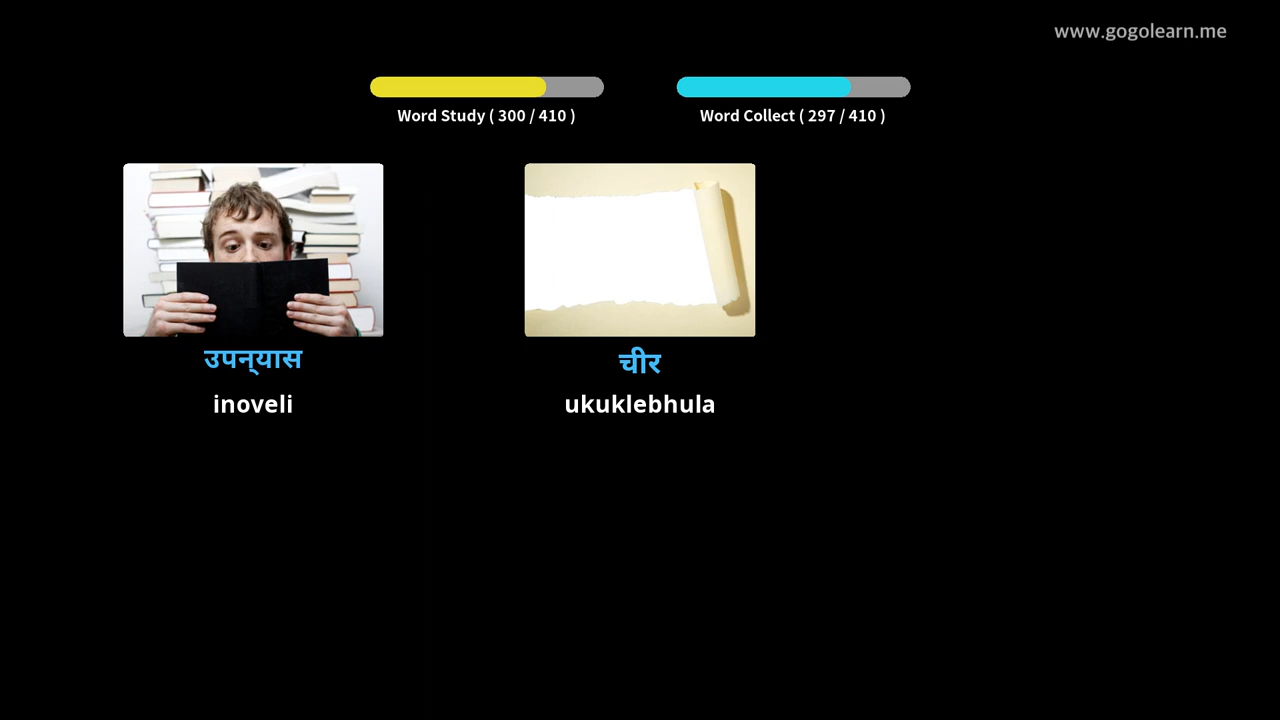 www.gogolearn.me
Word Study ( 300 / 410 )
Word Collect ( 297 / 410 )
उपन्यास
चीर
inoveli
ukuklebhula